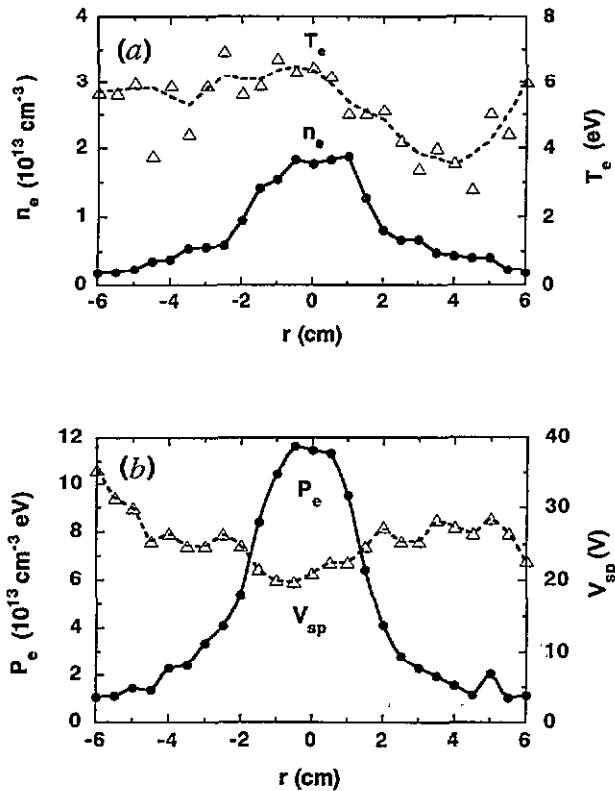 (a)
T_e
n_e
n_e (10^13 cm^-3)
4
3
2
1
0
T_e (eV)
8
6
4
2
0
-6 -4 -2 0 2 4 6
r (cm)
(b)
P_e
V_sp
P_e (10^13 cm^-3 eV)
12
10
8
6
4
2
0
V_sp (V)
40
30
20
10
0
-6 -4 -2 0 2 4 6
r (cm)